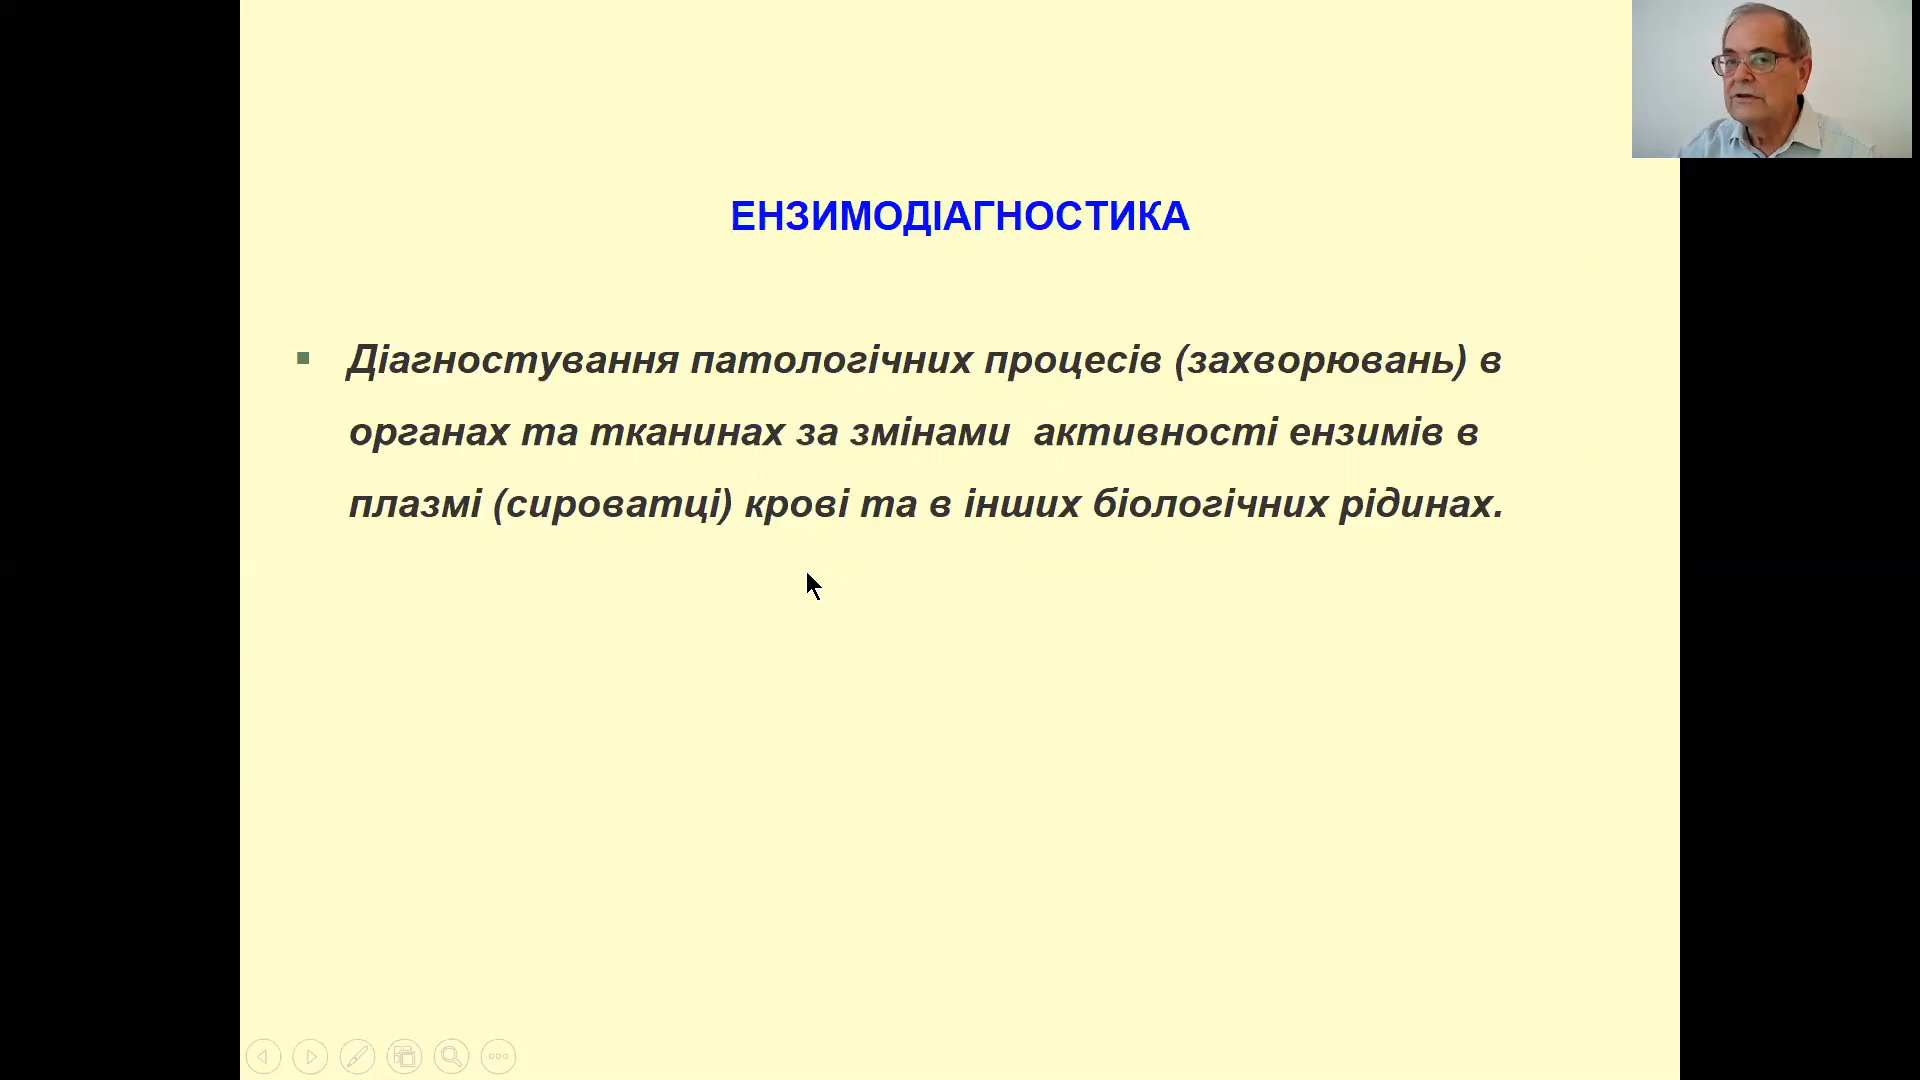 ЕНЗИМОДІАГНОСТИКА
Діагностування патологічних процесів (захворювань) в
органах та тканинах за змінами активності ензимів в
плазмі (сироватці) крові та в інших біологічних рідинах.